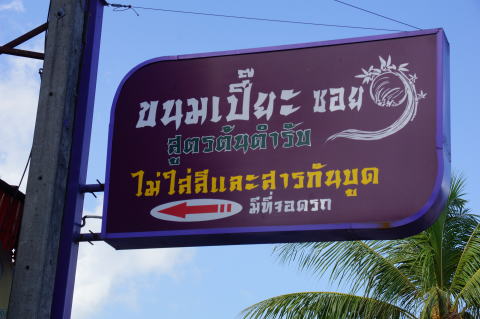 ขนมเปี๊ยะ ซอย
สูตรต้นตำรับ
ไม่ใส่สีและสารกันบูด
มีที่จอดรถ